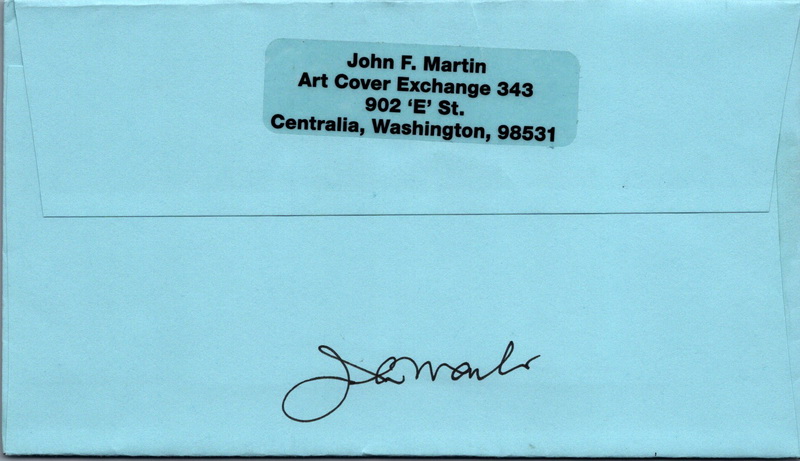 John F. Martin
Art Cover Exchange 343
902 ‘E’ St.
Centralia, Washington, 98531